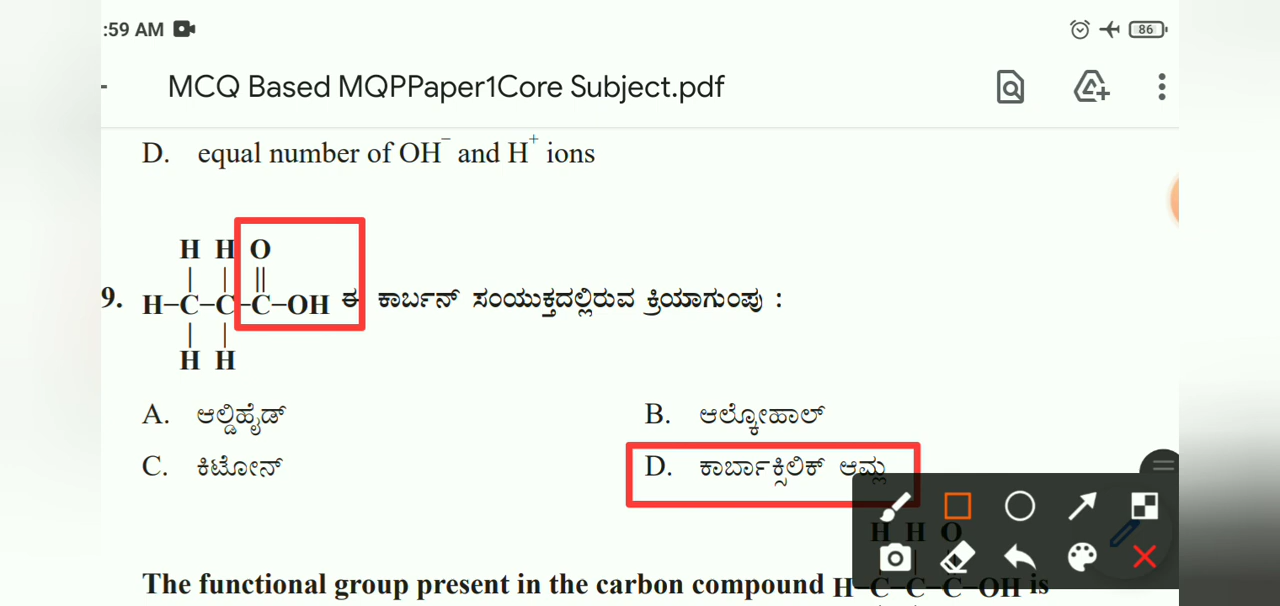 :59 AM 86
MCQ Based MQPPaper1Core Subject.pdf
D. equal number of OH⁻ and H⁺ ions
H H O
| | ||
9. H–C–C–C–OH ಈ ಕಾರ್ಬನ್ ಸಂಯುಕ್ತದಲ್ಲಿರುವ ಕ್ರಿಯಾಗುಂಪು :
| |
H H
A. ಆಲ್ಡಿಹೈಡ್ B. ಆಲ್ಕೋಹಾಲ್
C. ಕಿಟೋನ್ D. ಕಾರ್ಬಾಕ್ಸಿಲಿಕ್ ಆಮ್ಲ
H H O
The functional group present in the carbon compound H–C–C–C–OH is